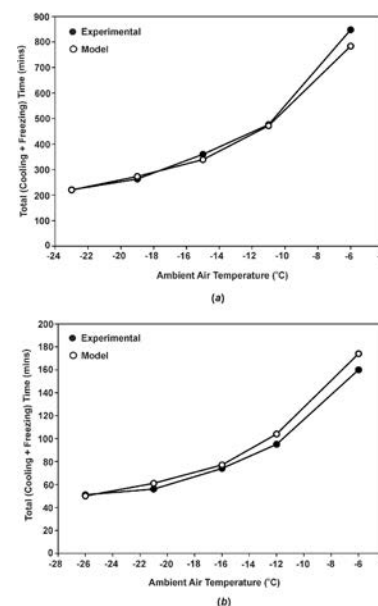 900
800
700
600
500
400
300
200
100
0
Total (Cooling + Freezing) Time (mins)
Experimental
Model
-24 -22 -20 -18 -16 -14 -12 -10 -8 -6 -4
Ambient Air Temperature (°C)
(a)
200
180
160
140
120
100
80
60
40
20
0
Total (Cooling + Freezing) Time (mins)
Experimental
Model
-28 -26 -24 -22 -20 -18 -16 -14 -12 -10 -8 -6 -4
Ambient Air Temperature (°C)
(b)